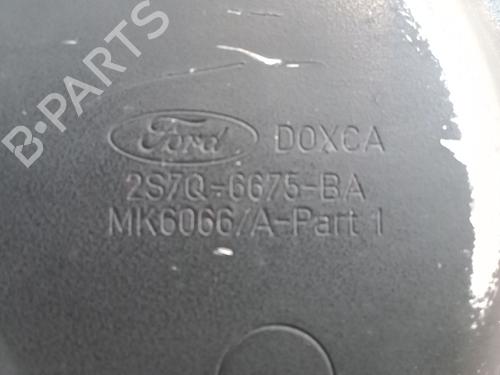 B-PARTS
Ford DOXCA
2S7Q-6675-BA
MK6066/A-Part 1